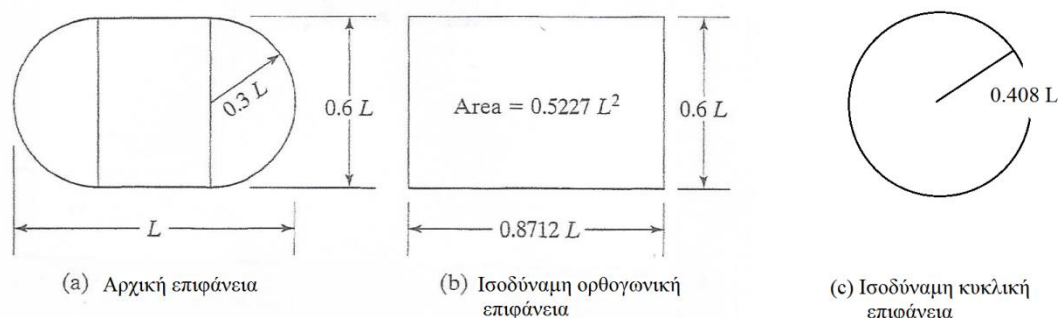 0.3 L
0.6 L
L
(a) Αρχική επιφάνεια
Area = 0.5227 L²
0.6 L
0.8712 L
(b) Ισοδύναμη ορθογωνική
επιφάνεια
0.408 L
(c) Ισοδύναμη κυκλική
επιφάνεια